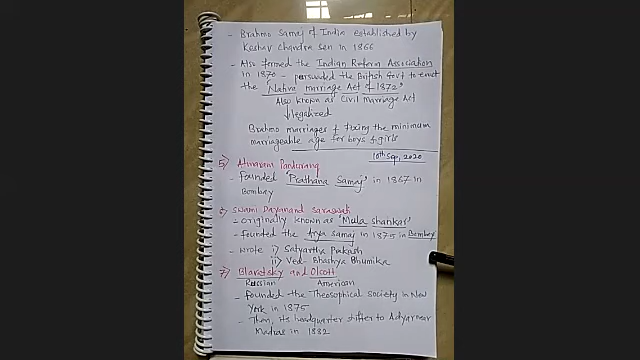 - Brahmo Samaj of India established by
Keshav Chandra Sen in 1866
- Also formed the Indian Reform Association
in 1870 - persuaded the British Govt to enact
the "Native Marriage Act of 1872"
Also known as Civil Marriage Act
↓ legalized
Brahmo marriages & fixing the minimum
marriageable age for boys & girls
10th Sep, 2020
5) Atmaram Pandurang
- Founded 'Prathana Samaj' in 1867 in
Bombay
6) Swami Dayanand Saraswati
- Originally known as 'Mula Shankar'
- founded the Arya Samaj in 1875 in Bombay
- wrote i) Satyartha Prakash
ii) Ved-Bhashya Bhumika
7) Blavetsky and Olcott
Russian American
- Founded the Theosophical Society in New
York in 1875
- Then, its headquarter shifter to Adyar near
Madras in 1882